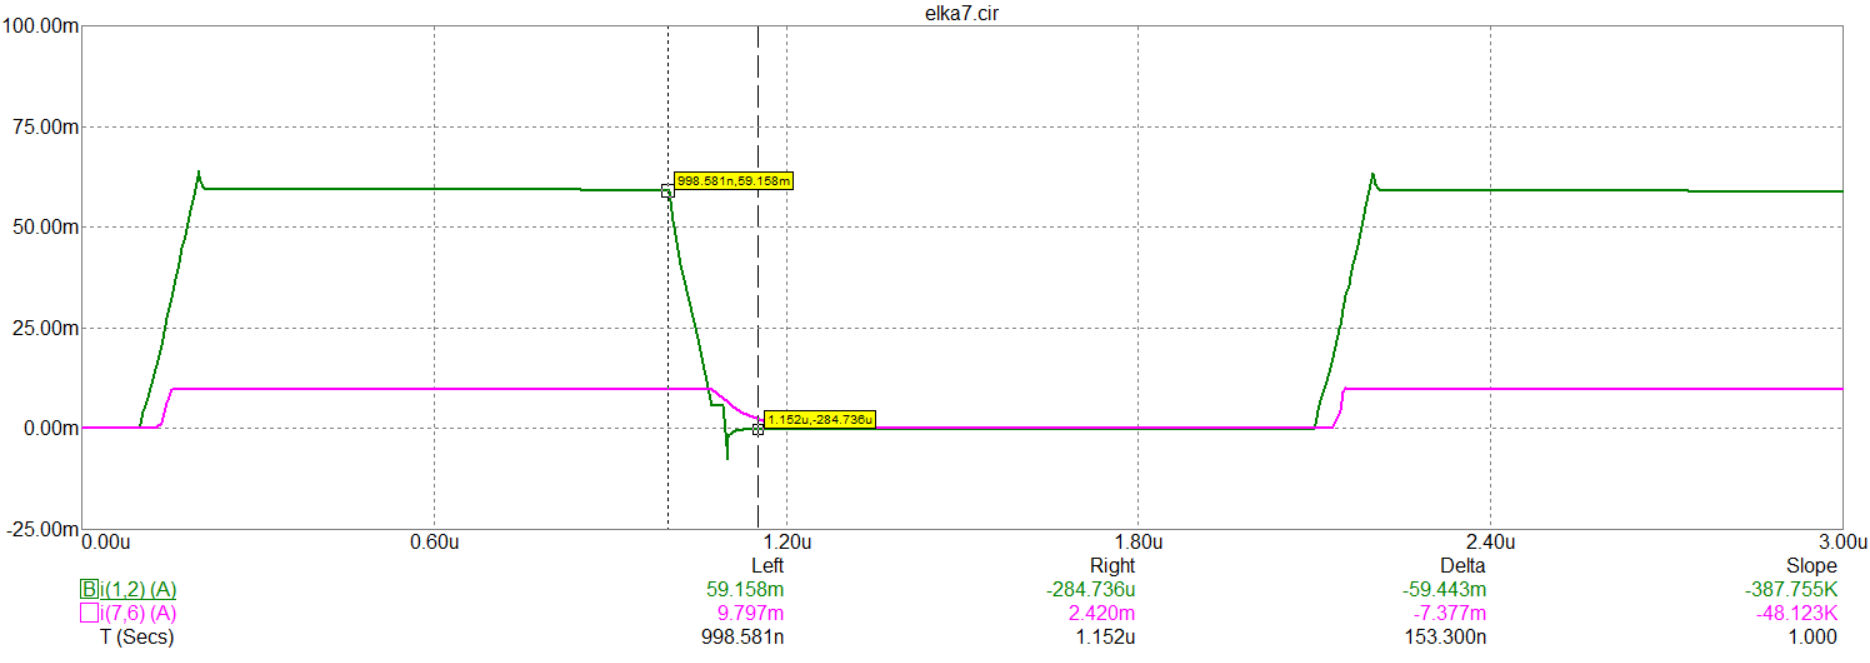 elka7.cir
100.00m
75.00m
998.581n,59.158m
50.00m
25.00m
1.152u,-284.736u
0.00m
-25.00m
0.00u 0.60u 1.20u 1.80u 2.40u 3.00u
Left Right Delta Slope
B i(1,2) (A) 59.158m -284.736u -59.443m -387.755K
i(7,6) (A) 9.797m 2.420m -7.377m -48.123K
T (Secs) 998.581n 1.152u 153.300n 1.000